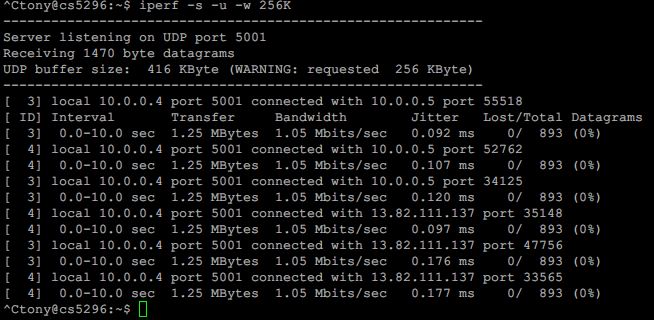 ^Ctony@cs5296:~$ iperf -s -u -w 256K
------------------------------------------------------------
Server listening on UDP port 5001
Receiving 1470 byte datagrams
UDP buffer size:  416 KByte (WARNING: requested  256 KByte)
------------------------------------------------------------
[  3] local 10.0.0.4 port 5001 connected with 10.0.0.5 port 55518
[ ID] Interval       Transfer     Bandwidth        Jitter   Lost/Total Datagrams
[  3]  0.0-10.0 sec  1.25 MBytes  1.05 Mbits/sec   0.092 ms    0/  893 (0%)
[  4] local 10.0.0.4 port 5001 connected with 10.0.0.5 port 52762
[  4]  0.0-10.0 sec  1.25 MBytes  1.05 Mbits/sec   0.107 ms    0/  893 (0%)
[  3] local 10.0.0.4 port 5001 connected with 10.0.0.5 port 34125
[  3]  0.0-10.0 sec  1.25 MBytes  1.05 Mbits/sec   0.120 ms    0/  893 (0%)
[  4] local 10.0.0.4 port 5001 connected with 13.82.111.137 port 35148
[  4]  0.0-10.0 sec  1.25 MBytes  1.05 Mbits/sec   0.097 ms    0/  893 (0%)
[  3] local 10.0.0.4 port 5001 connected with 13.82.111.137 port 47756
[  3]  0.0-10.0 sec  1.25 MBytes  1.05 Mbits/sec   0.176 ms    0/  893 (0%)
[  4] local 10.0.0.4 port 5001 connected with 13.82.111.137 port 33565
[  4]  0.0-10.0 sec  1.25 MBytes  1.05 Mbits/sec   0.177 ms    0/  893 (0%)
^Ctony@cs5296:~$